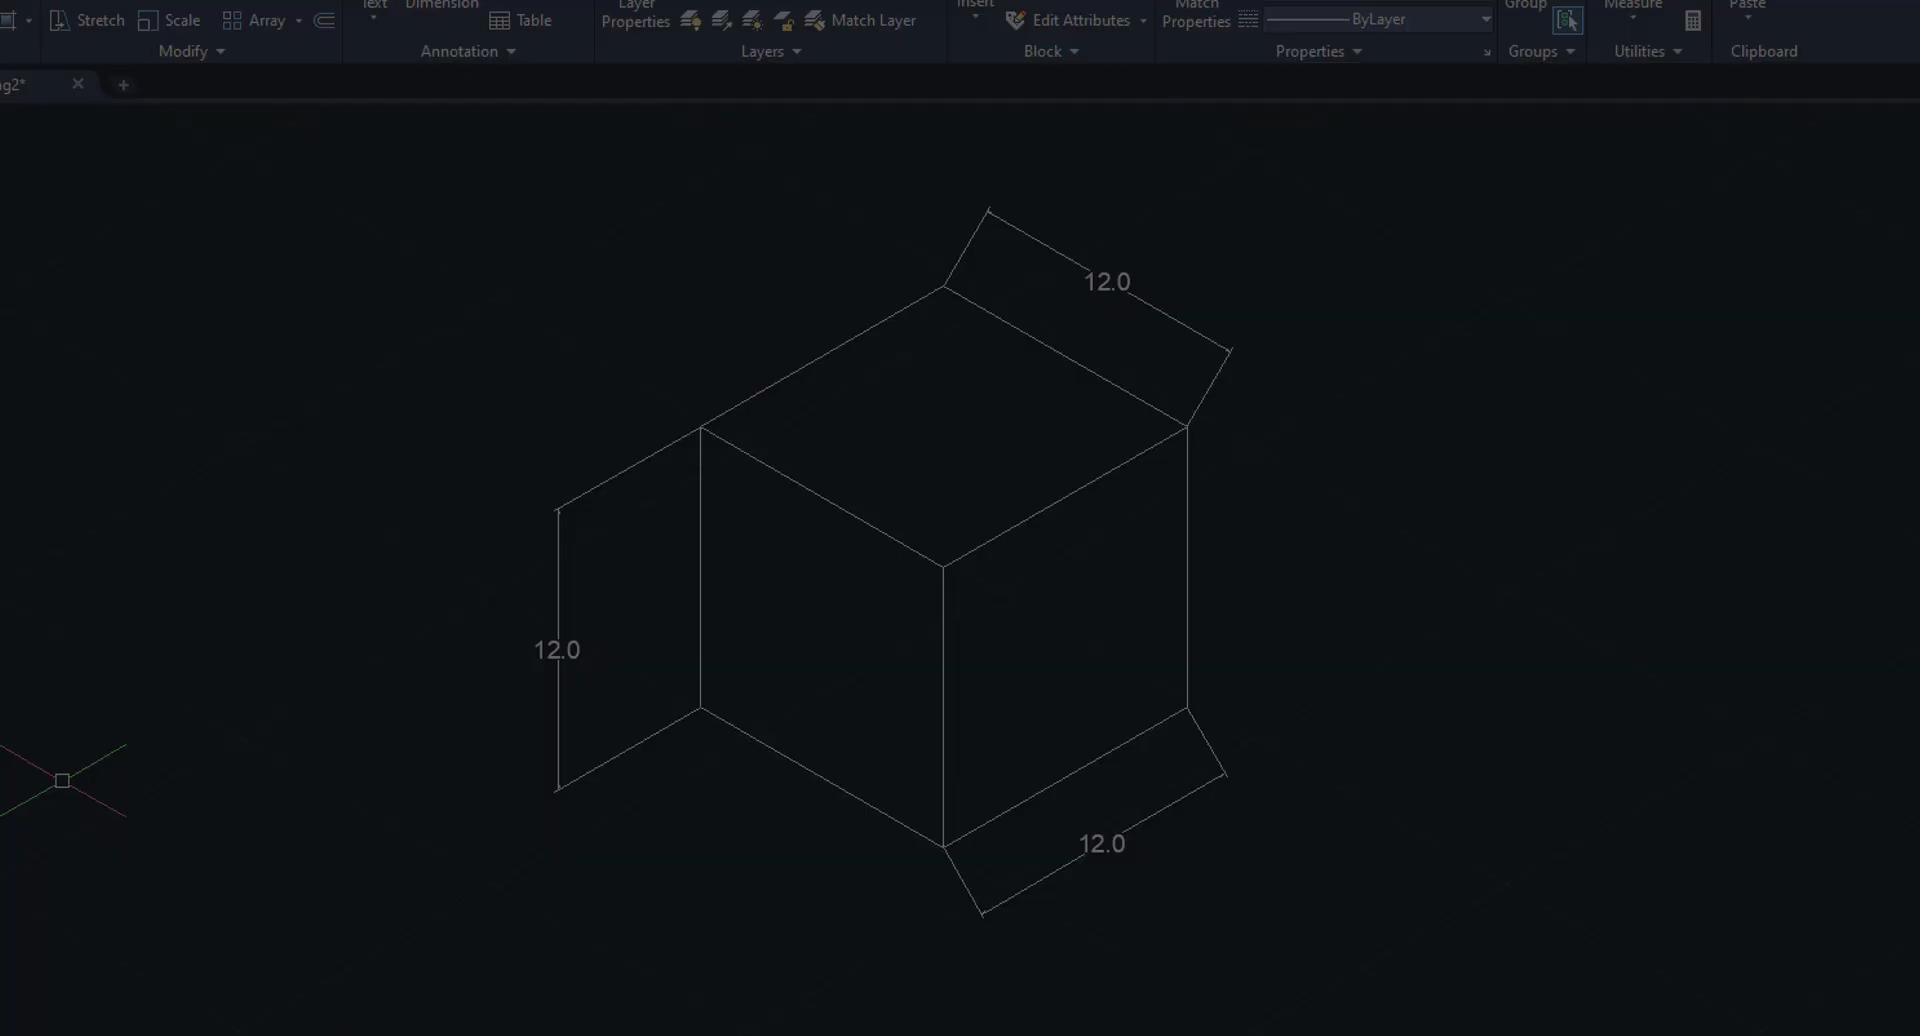 Text
Dimension
Layer
Insert
Match
Group
Measure
Paste
Stretch
Scale
Array
Table
Properties
Match Layer
Edit Attributes
Properties
ByLayer
Modify
Annotation
Layers
Block
Properties
Groups
Utilities
Clipboard
ng2*
12.0
12.0
12.0